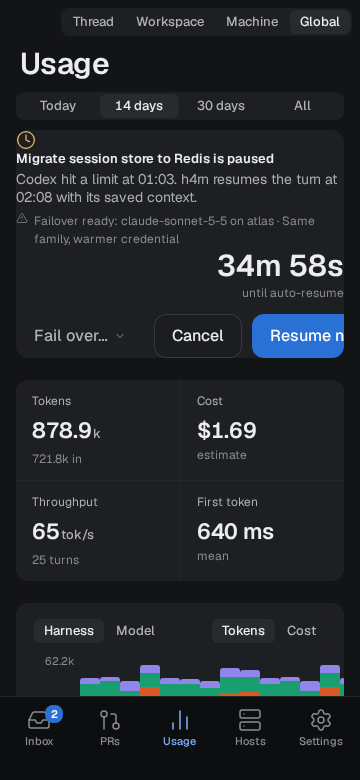 Thread Workspace Machine Global
Usage
Today 14 days 30 days All
Migrate session store to Redis is paused
Codex hit a limit at 01:03. h4m resumes the turn at
02:08 with its saved context.
Failover ready: claude-sonnet-5-5 on atlas · Same
family, warmer credential
34m 58s
until auto-resume
Fail over... Cancel Resume n
Tokens Cost
878.9k $1.69
721.8k in estimate
Throughput First token
65 tok/s 640 ms
25 turns mean
Harness Model Tokens Cost
62.2k
2
Inbox PRs Usage Hosts Settings